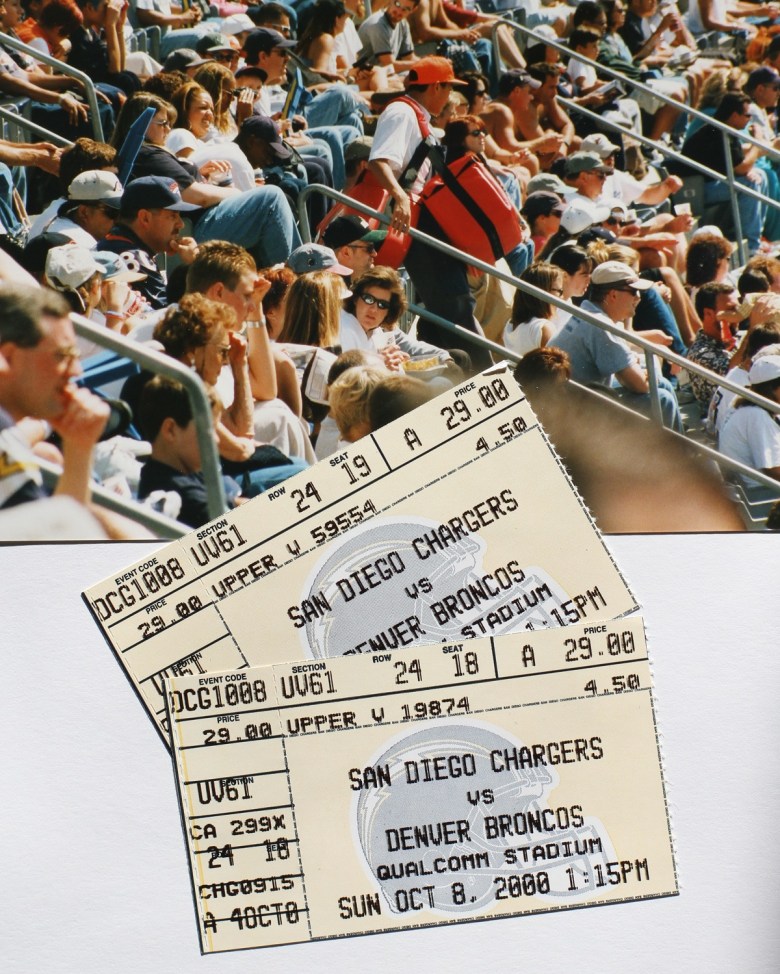 EVENT CODE SECTION ROW SEAT PRICE
DCG1008 UV61 24 19 A 29.00
PRICE
29.00 UPPER V 59554 4.50
SAN DIEGO CHARGERS
VS
DENVER BRONCOS
STADIUM
1:15PM
SECTION
EVENT CODE SECTION ROW SEAT PRICE
DCG1008 UV61 24 18 A 29.00
PRICE
29.00 UPPER V 19874 4.50
SECTION
UV61
CA 299X
24 18
CHG0915
A 4OCT0
SAN DIEGO CHARGERS
VS
DENVER BRONCOS
QUALCOMM STADIUM
SUN OCT 8, 2000 1:15PM